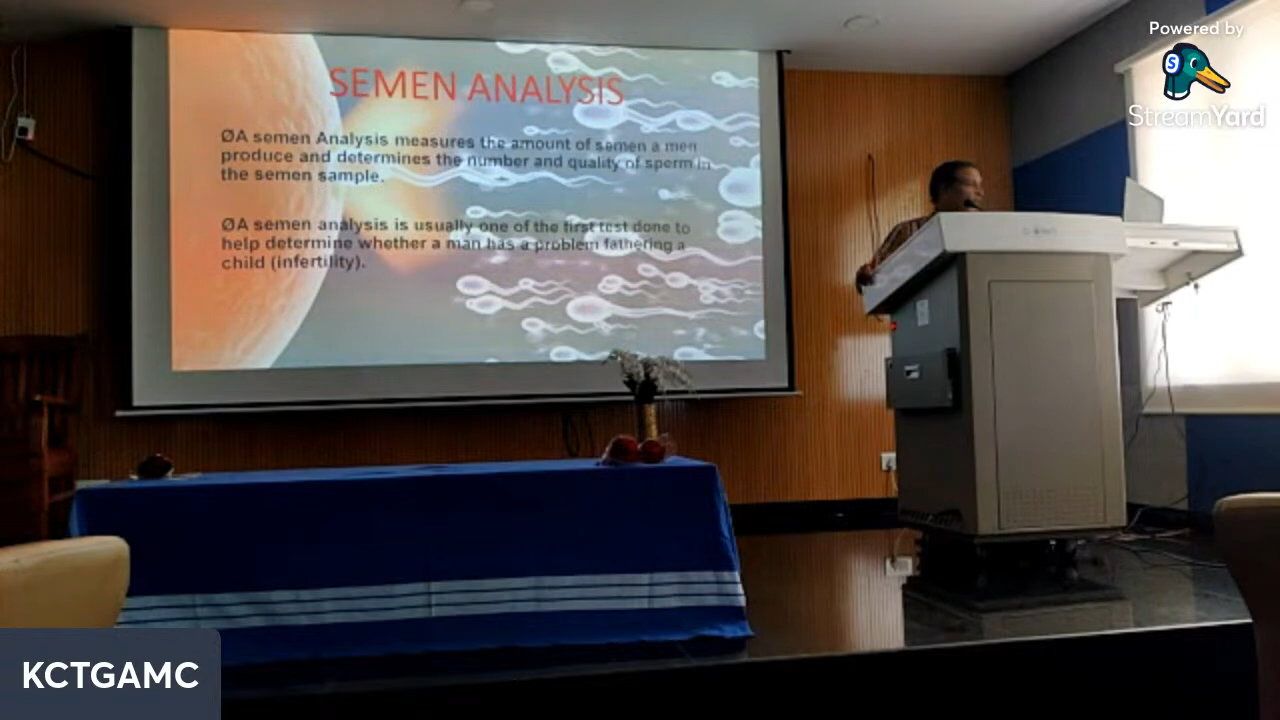 Powered by
StreamYard
SEMEN ANALYSIS
ØA semen Analysis measures the amount of semen a men
produce and determines the number and quality of sperm in
the semen sample.
ØA semen analysis is usually one of the first test done to
help determine whether a man has a problem fathering a
child (infertility).
KCTGAMC